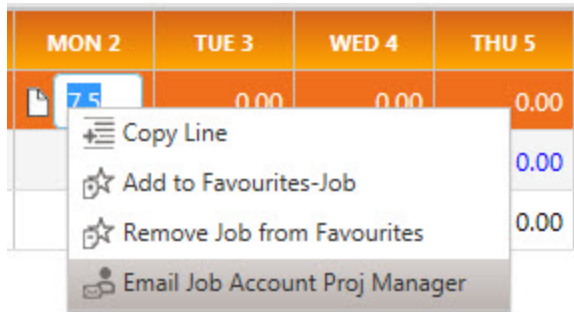 MON 2 TUE 3 WED 4 THU 5
7.5 0.00 0.00 0.00
Copy Line
Add to Favourites-Job
0.00
Remove Job from Favourites
0.00
Email Job Account Proj Manager